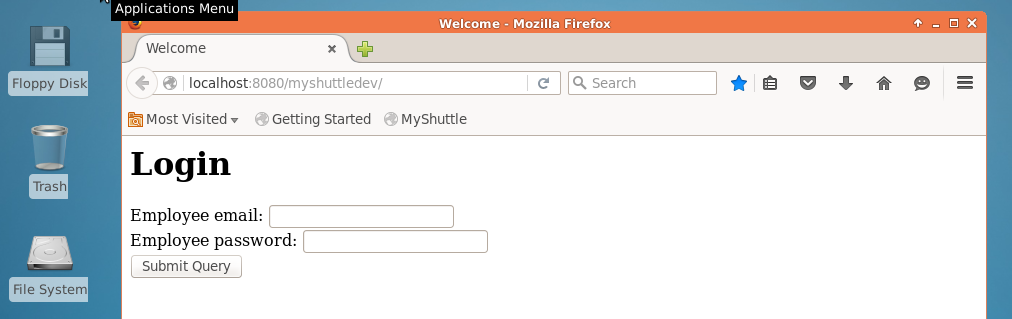 Applications Menu
Welcome - Mozilla Firefox
Welcome
localhost:8080/myshuttledev/
Search
Most Visited Getting Started MyShuttle
Floppy Disk
Trash
File System
Login
Employee email:
Employee password:
Submit Query